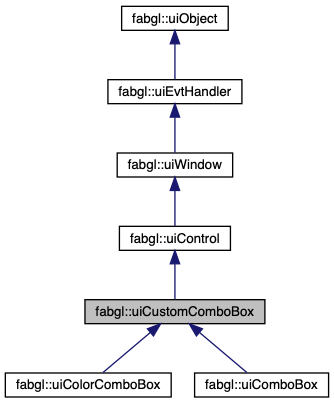 fabgl::uiObject
fabgl::uiEvtHandler
fabgl::uiWindow
fabgl::uiControl
fabgl::uiCustomComboBox
fabgl::uiColorComboBox
fabgl::uiComboBox